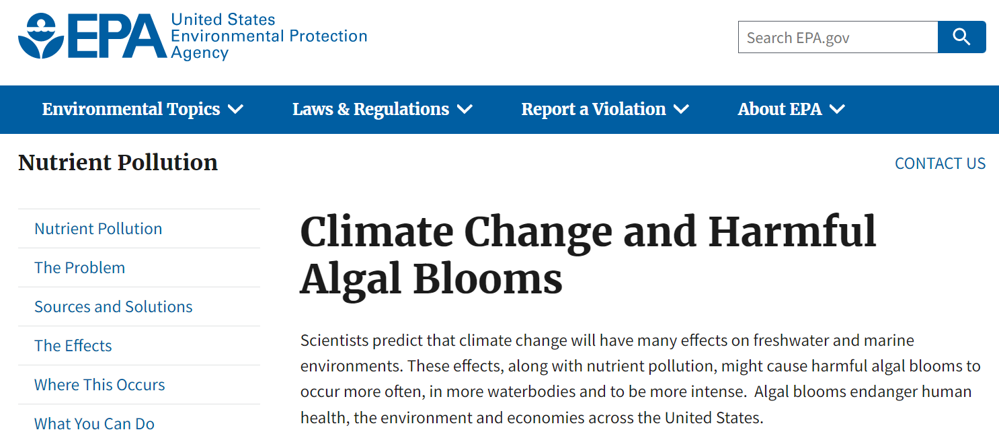 EPA
United States
Environmental Protection
Agency
Search EPA.gov
Environmental Topics
Laws & Regulations
Report a Violation
About EPA
Nutrient Pollution
CONTACT US
Nutrient Pollution
The Problem
Sources and Solutions
The Effects
Where This Occurs
What You Can Do
Climate Change and Harmful
Algal Blooms
Scientists predict that climate change will have many effects on freshwater and marine
environments. These effects, along with nutrient pollution, might cause harmful algal blooms to
occur more often, in more waterbodies and to be more intense.  Algal blooms endanger human
health, the environment and economies across the United States.